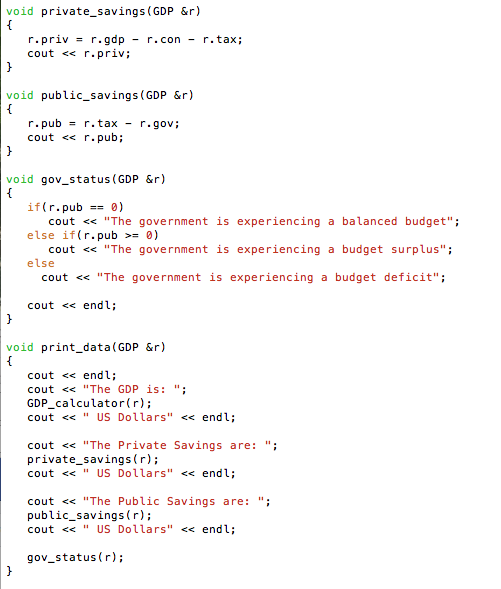 void private_savings(GDP &r)
{
   r.priv = r.gdp - r.con - r.tax;
   cout << r.priv;
}

void public_savings(GDP &r)
{
   r.pub = r.tax - r.gov;
   cout << r.pub;
}

void gov_status(GDP &r)
{
   if(r.pub == 0)
      cout << "The government is experiencing a balanced budget";
   else if(r.pub >= 0)
      cout << "The government is experiencing a budget surplus";
   else
     cout << "The government is experiencing a budget deficit";

   cout << endl;
}

void print_data(GDP &r)
{
   cout << endl;
   cout << "The GDP is: ";
   GDP_calculator(r);
   cout << " US Dollars" << endl;

   cout << "The Private Savings are: ";
   private_savings(r);
   cout << " US Dollars" << endl;

   cout << "The Public Savings are: ";
   public_savings(r);
   cout << " US Dollars" << endl;

   gov_status(r);
}